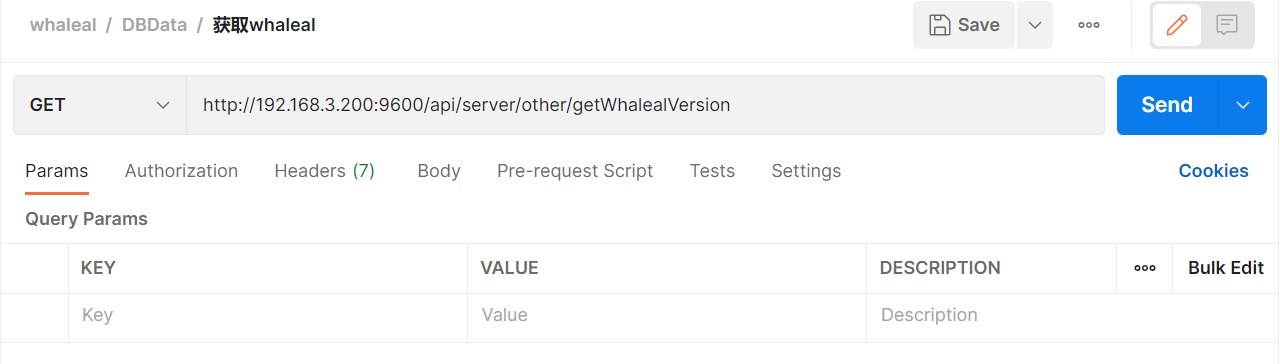 whaleal / DBData / 获取whaleal
Save
GET http://192.168.3.200:9600/api/server/other/getWhalealVersion Send
Params Authorization Headers (7) Body Pre-request Script Tests Settings Cookies
Query Params
KEY VALUE DESCRIPTION Bulk Edit
Key Value Description